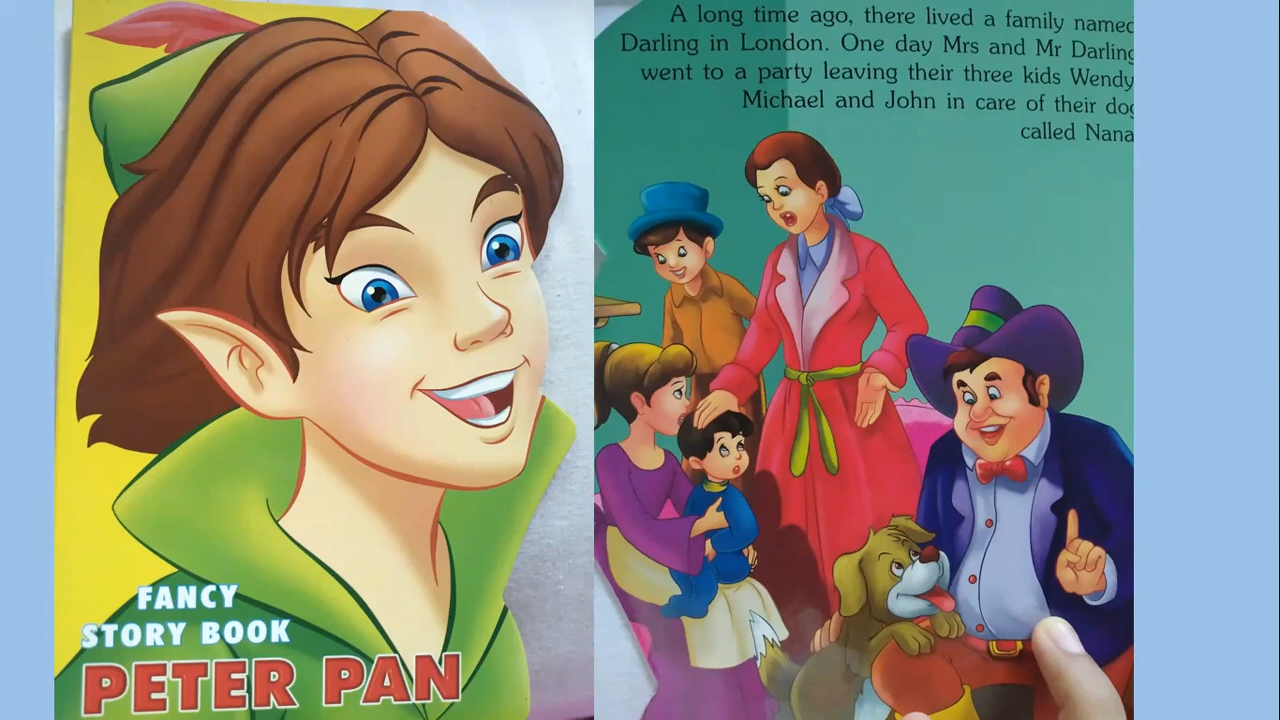 FANCY
STORY BOOK
PETER PAN
A long time ago, there lived a family named
Darling in London. One day Mrs and Mr Darling
went to a party leaving their three kids Wendy
Michael and John in care of their dog
called Nana